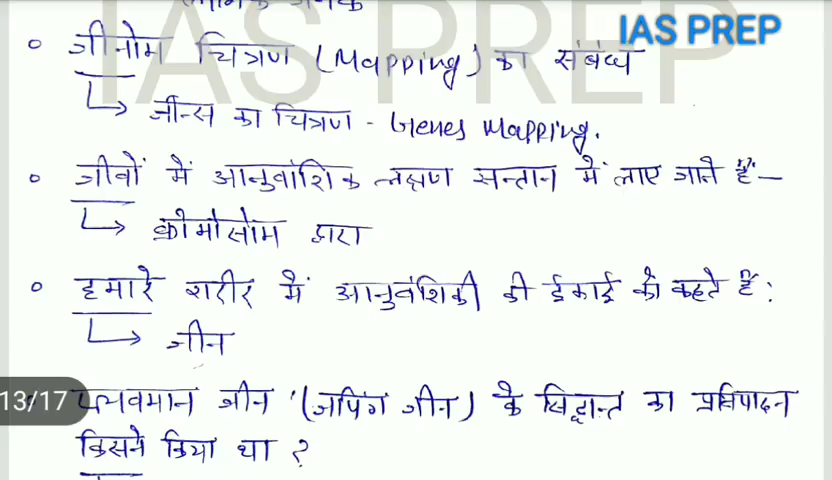 IAS PREP
जीनोम चित्रण (Mapping) का संबंध
जीन्स का चित्रण - Genes Mapping.
जीवों में आनुवांशिक लक्षण सन्तान में लाए जाते हैं -
क्रोमोसोम द्वारा
हमारे शरीर में आनुवंशिकी की ईकाई को कहते हैं :
जीन
13/17 प्लवमान जीन '(जंपिंग जीन) के सिद्धान्त का प्रतिपादन
किसने किया था ?